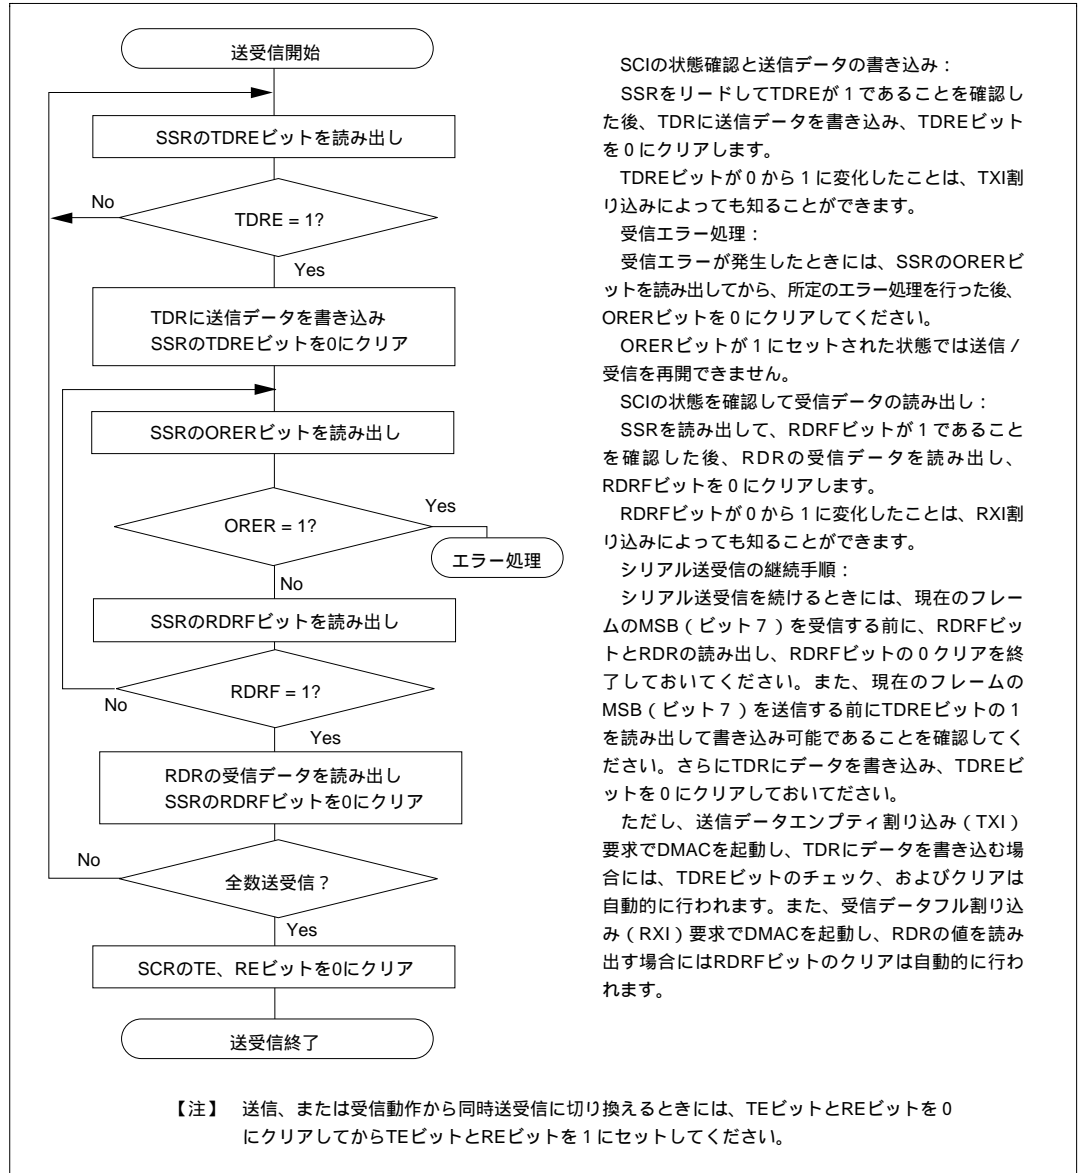 送受信開始
SSRのTDREビットを読み出し
No
TDRE = 1?
Yes
TDRに送信データを書き込み
SSRのTDREビットを0にクリア
SSRのORERビットを読み出し
Yes
ORER = 1?
エラー処理
No
SSRのRDRFビットを読み出し
RDRF = 1?
No
Yes
RDRの受信データを読み出し
SSRのRDRFビットを0にクリア
No
全数送受信？
Yes
SCRのTE、REビットを0にクリア
送受信終了
SCIの状態確認と送信データの書き込み：
SSRをリードしてTDREが１であることを確認し
た後、TDRに送信データを書き込み、TDREビット
を０にクリアします。
TDREビットが０から１に変化したことは、TXI割
り込みによっても知ることができます。
受信エラー処理：
受信エラーが発生したときには、SSRのORERビ
ットを読み出してから、所定のエラー処理を行った後、
ORERビットを０にクリアしてください。
ORERビットが１にセットされた状態では送信／
受信を再開できません。
SCIの状態を確認して受信データの読み出し：
SSRを読み出して、RDRFビットが１であること
を確認した後、RDRの受信データを読み出し、
RDRFビットを０にクリアします。
RDRFビットが０から１に変化したことは、RXI割
り込みによっても知ることができます。
シリアル送受信の継続手順：
シリアル送受信を続けるときには、現在のフレー
ムのMSB（ビット７）を受信する前に、RDRFビッ
トとRDRの読み出し、RDRFビットの０クリアを終
了しておいてください。また、現在のフレームの
MSB（ビット７）を送信する前にTDREビットの１
を読み出して書き込み可能であることを確認してく
ださい。さらにTDRにデータを書き込み、TDREビ
ットを０にクリアしておいてださい。
ただし、送信データエンプティ割り込み（TXI）
要求でDMACを起動し、TDRにデータを書き込む場
合には、TDREビットのチェック、およびクリアは
自動的に行われます。また、受信データフル割り込
み（RXI）要求でDMACを起動し、RDRの値を読み
出す場合にはRDRFビットのクリアは自動的に行わ
れます。
【注】 送信、または受信動作から同時送受信に切り換えるときには、TEビットとREビットを０
にクリアしてからTEビットとREビットを１にセットしてください。